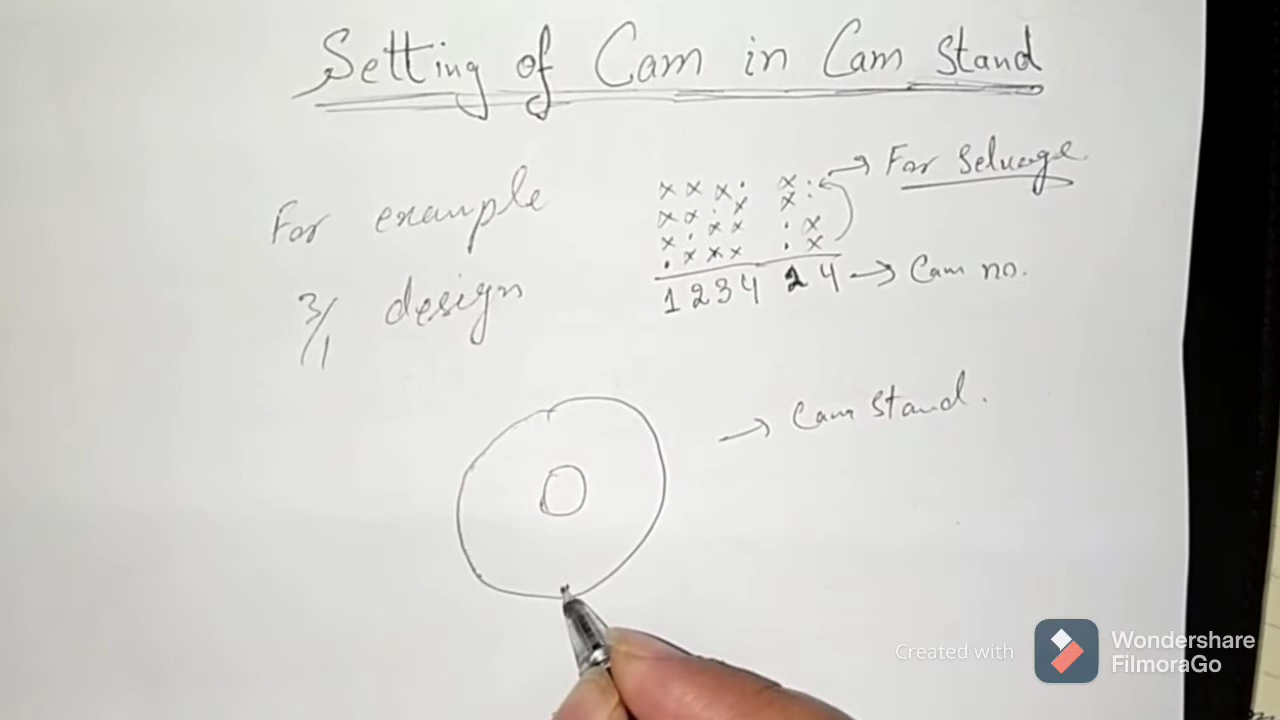 Setting of Cam in Cam Stand
For example
3/1 design
x x x . x . → For Selvage
x x . x x .
x . x x . x
. x x x . x
1 2 3 4 2 4 → Cam no.
→ Cam Stand.
Created with Wondershare FilmoraGo